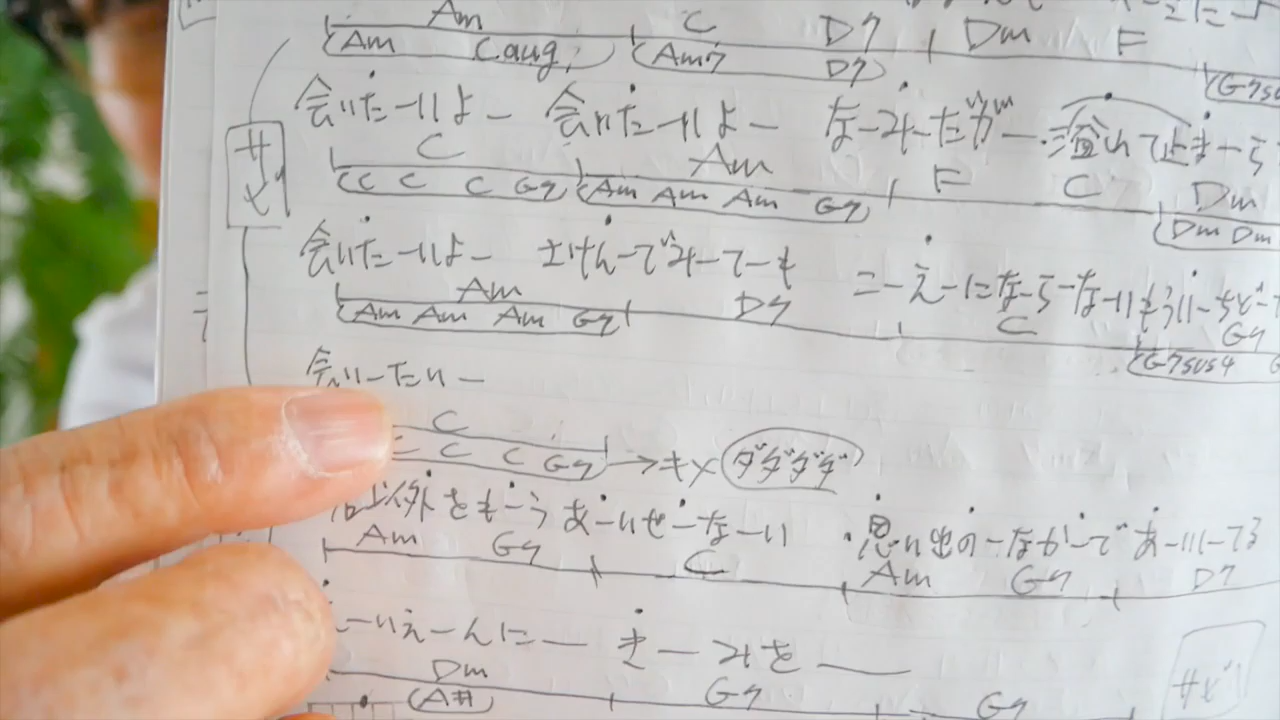 Am C D7 Dm F
Am Caug Am7 D7 G7su
会いたーいよー 会いたーいよー なーみーだがー溢れて止まーら
サビ
C Am F C Dm
C C C G7 Am Am Am G7 Dm Dm
会いたーいよー さけんでみーてーも こーえーにならーなーいもういーちど
Am D7 C G7
Am Am Am G7 G7sus4 G
会いーたいー
C
C C G7 →キメ ダダダダ
以外をもーうあーいせーなーい 思い出のーなかーであーいーてる
Am G7 C Am G7 D7
ーいえーんにー きーみをー
Dm G7 G7
A#
サビ